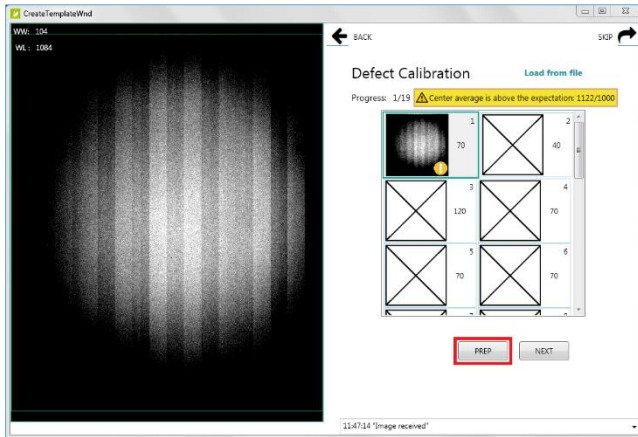 CreateTemplateWnd
WW: 104
WL: 1084
BACK
SKIP
Defect Calibration
Load from file
Progress: 1/19
Center average is above the expectation: 1122/1000
1
70
2
40
3
120
4
70
5
70
6
70
PREP
NEXT
11:47:14 "Image received"